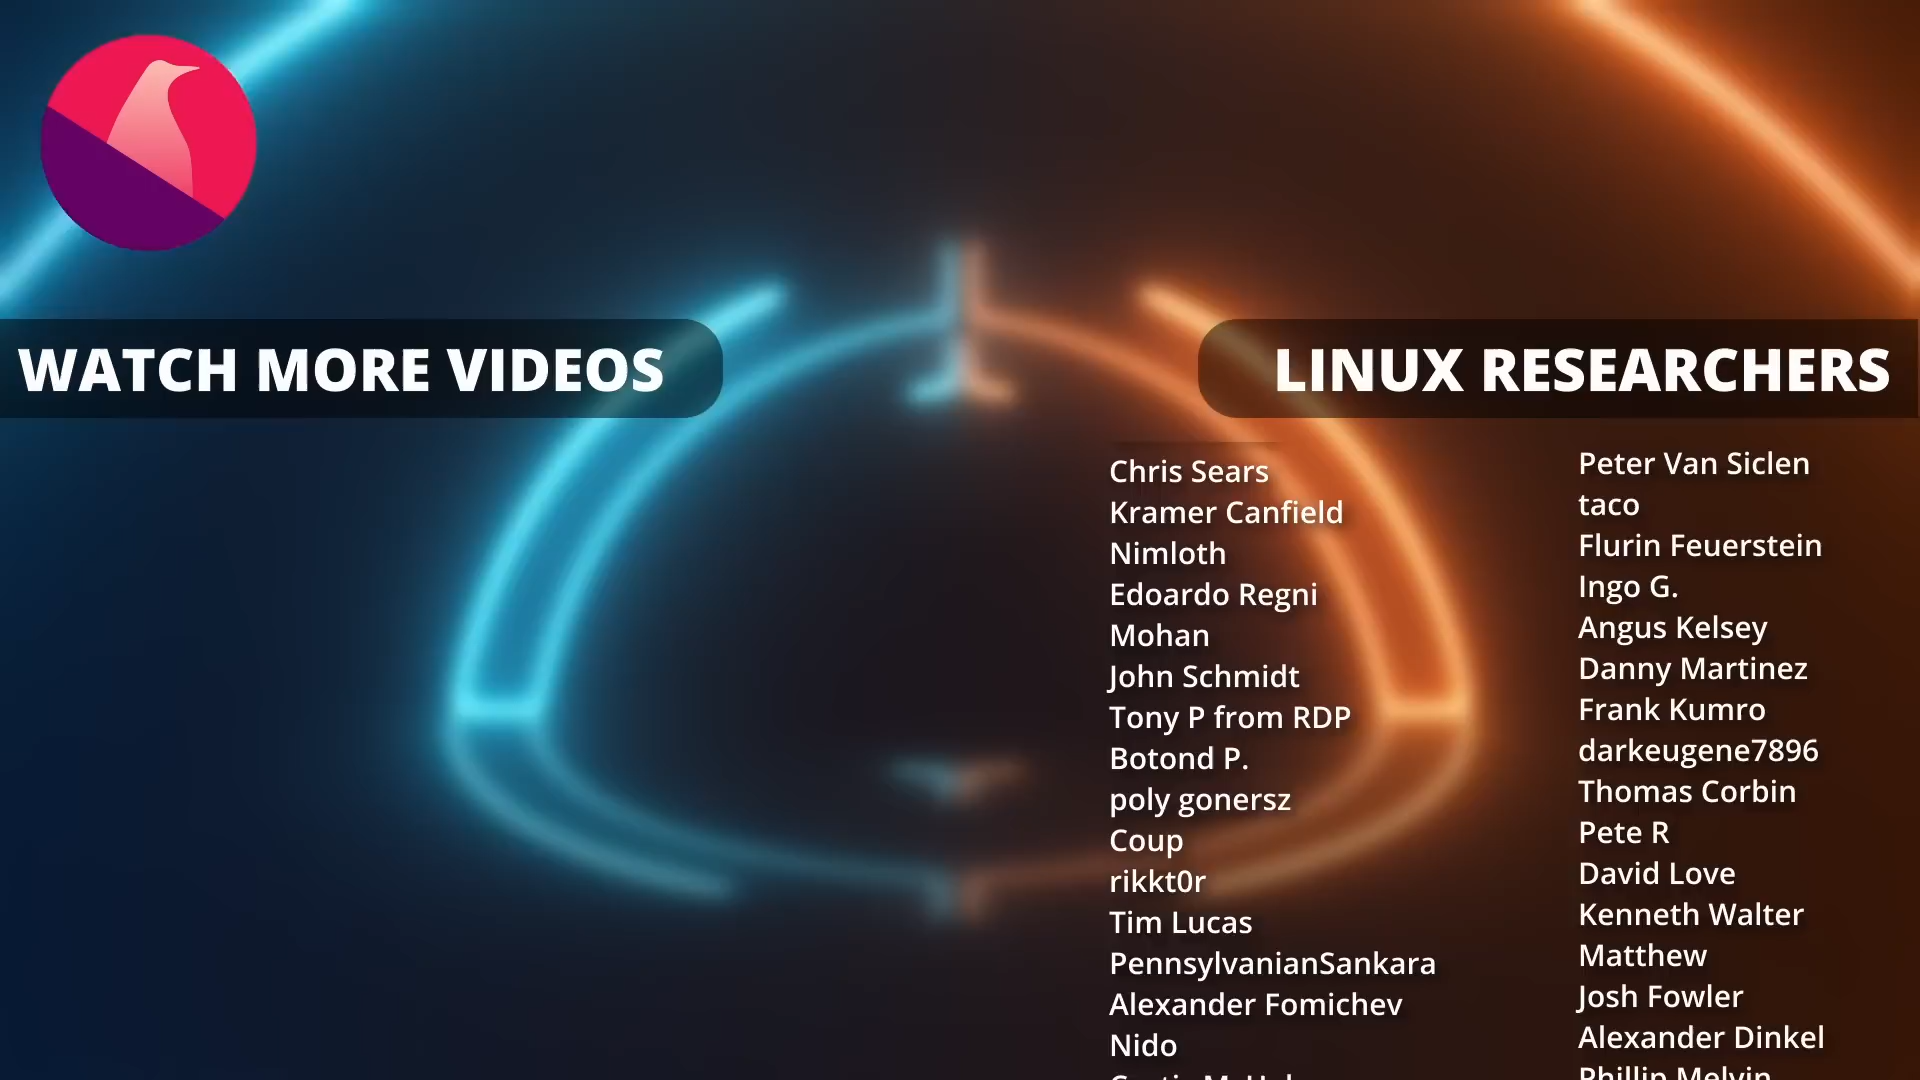 WATCH MORE VIDEOS
LINUX RESEARCHERS
Chris Sears
Kramer Canfield
Nimloth
Edoardo Regni
Mohan
John Schmidt
Tony P from RDP
Botond P.
poly gonersz
Coup
rikkt0r
Tim Lucas
PennsylvanianSankara
Alexander Fomichev
Nido
Peter Van Siclen
taco
Flurin Feuerstein
Ingo G.
Angus Kelsey
Danny Martinez
Frank Kumro
darkeugene7896
Thomas Corbin
Pete R
David Love
Kenneth Walter
Matthew
Josh Fowler
Alexander Dinkel
Phillip Melvin